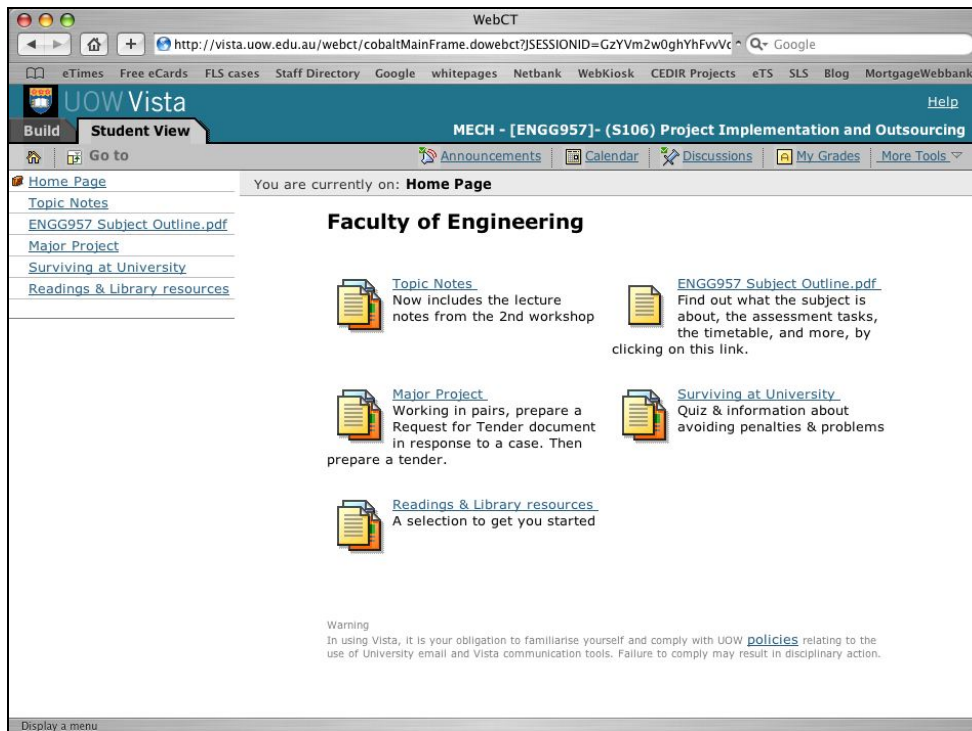 WebCT
http://vista.uow.edu.au/webct/cobaltMainFrame.dowebct?JSESSIONID=GzYVm2w0ghYhFvvVc
Google
eTimes Free eCards FLS cases Staff Directory Google whitepages Netbank WebKiosk CEDIR Projects eTS SLS Blog MortgageWebbank
UOW Vista
Help
Build Student View MECH - [ENGG957]- (S106) Project Implementation and Outsourcing
Go to Announcements Calendar Discussions My Grades More Tools
Home Page
Topic Notes
ENGG957 Subject Outline.pdf
Major Project
Surviving at University
Readings & Library resources
You are currently on: Home Page
Faculty of Engineering
Topic Notes
Now includes the lecture
notes from the 2nd workshop
ENGG957 Subject Outline.pdf
Find out what the subject is
about, the assessment tasks,
the timetable, and more, by
clicking on this link.
Major Project
Working in pairs, prepare a
Request for Tender document
in response to a case. Then
prepare a tender.
Surviving at University
Quiz & information about
avoiding penalties & problems
Readings & Library resources
A selection to get you started
Warning
In using Vista, it is your obligation to familiarise yourself and comply with UOW policies relating to the
use of University email and Vista communication tools. Failure to comply may result in disciplinary action.
Display a menu